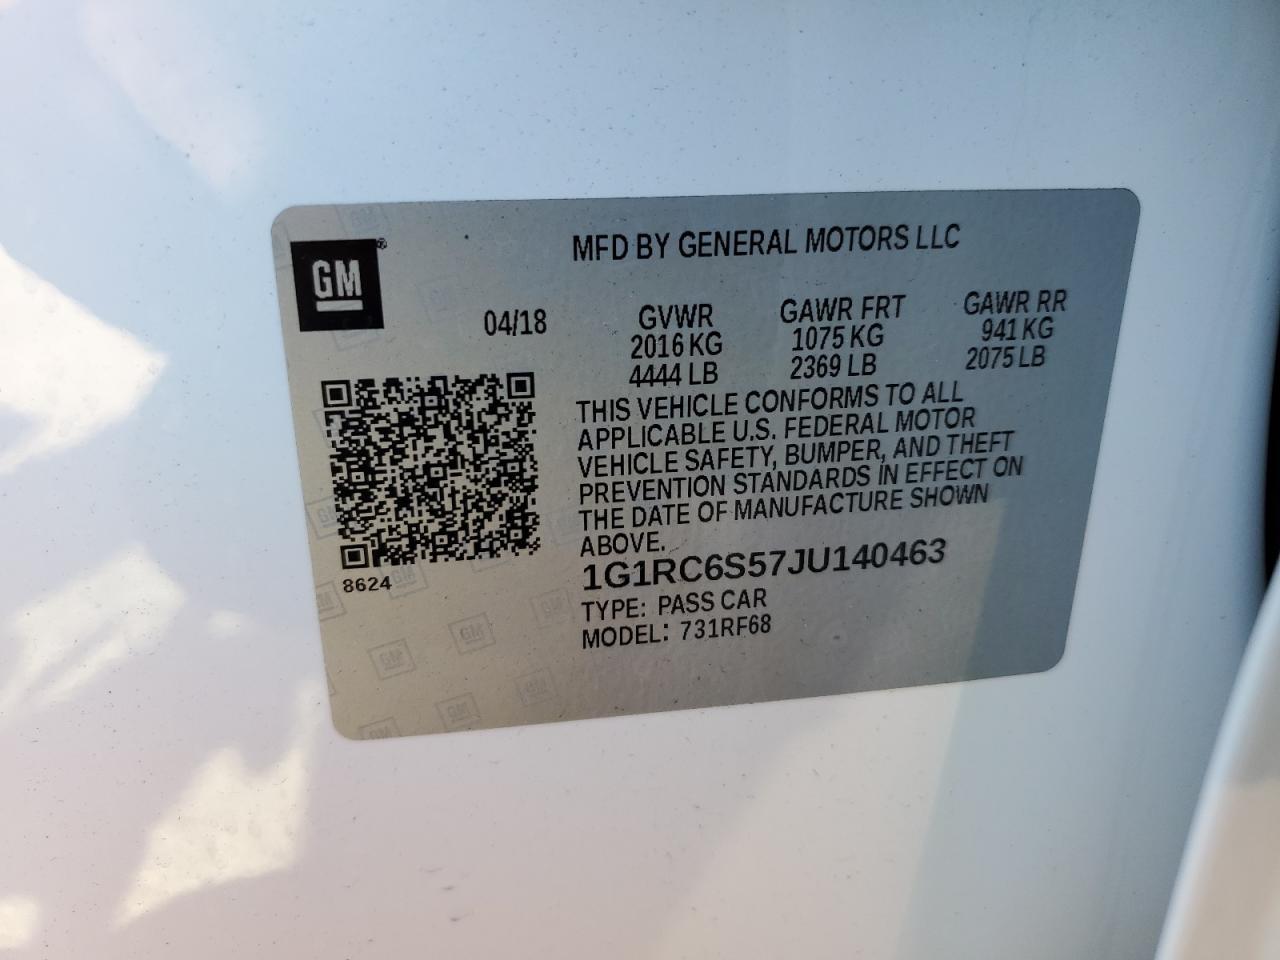 GM®
MFD BY GENERAL MOTORS LLC
04/18 GVWR GAWR FRT GAWR RR
2016 KG 1075 KG 941 KG
4444 LB 2369 LB 2075 LB
THIS VEHICLE CONFORMS TO ALL
APPLICABLE U.S. FEDERAL MOTOR
VEHICLE SAFETY, BUMPER, AND THEFT
PREVENTION STANDARDS IN EFFECT ON
THE DATE OF MANUFACTURE SHOWN
ABOVE.
8624
1G1RC6S57JU140463
TYPE: PASS CAR
MODEL: 731RF68